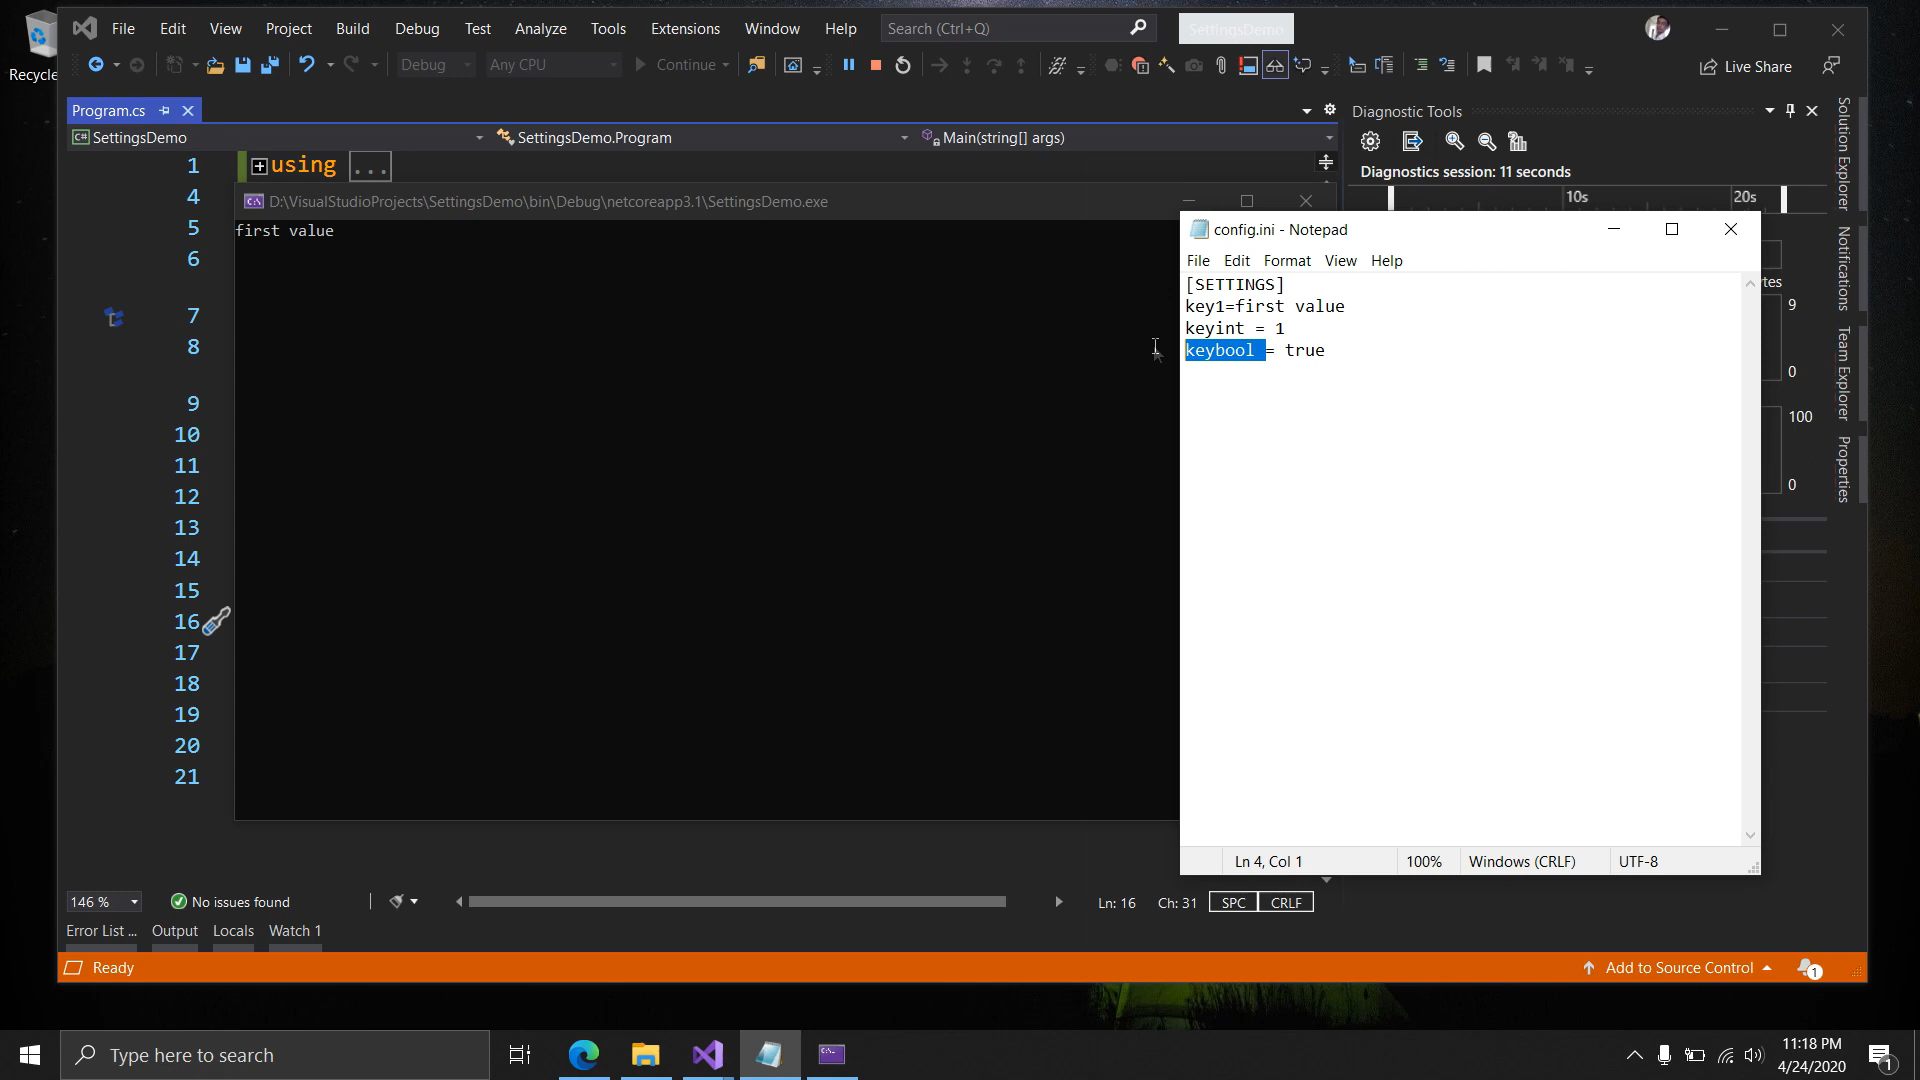 Recycle
File Edit View Project Build Debug Test Analyze Tools Extensions Window Help Search (Ctrl+Q) SettingsDemo
Debug Any CPU Continue Live Share
Program.cs
Diagnostic Tools
C# SettingsDemo SettingsDemo.Program Main(string[] args)
Diagnostics session: 11 seconds
10s 20s
1 using ...
4
5
6
7
8
9
10
11
12
13
14
15
16
17
18
19
20
21
D:\VisualStudioProjects\SettingsDemo\bin\Debug\netcoreapp3.1\SettingsDemo.exe
first value
config.ini - Notepad
File Edit Format View Help
[SETTINGS]
key1=first value
keyint = 1
keybool = true
Ln 4, Col 1 100% Windows (CRLF) UTF-8
9
0
100
0
Solution Explorer
Notifications
Team Explorer
Properties
146 % No issues found Ln: 16 Ch: 31 SPC CRLF
Error List ... Output Locals Watch 1
Ready Add to Source Control 1
Type here to search
11:18 PM
4/24/2020
1